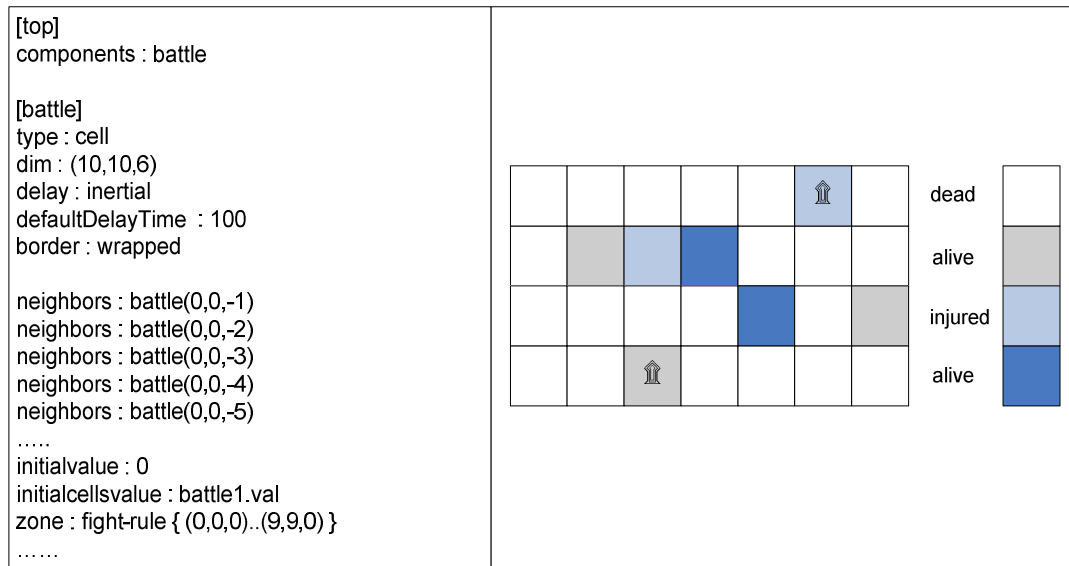 [top]
components : battle
[battle]
type : cell
dim : (10,10,6)
delay : inertial
defaultDelayTime : 100
border : wrapped
neighbors : battle(0,0,-1)
neighbors : battle(0,0,-2)
neighbors : battle(0,0,-3)
neighbors : battle(0,0,-4)
neighbors : battle(0,0,-5)
.....
initialvalue : 0
initialcellsvalue : battle1.val
zone : fight-rule { (0,0,0)..(9,9,0) }
......
dead
alive
injured
alive